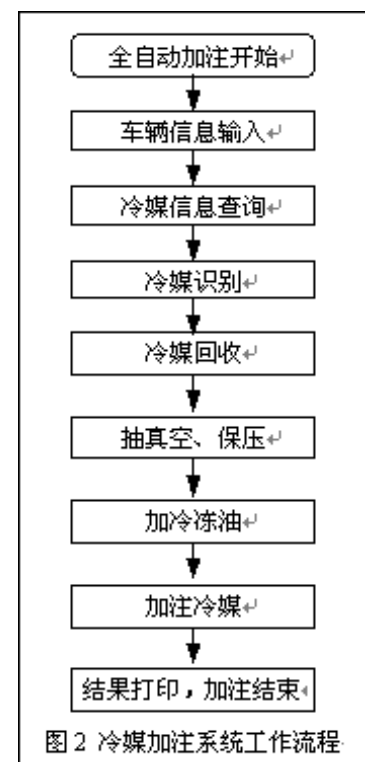 全自动加注开始
车辆信息输入
冷媒信息查询
冷媒识别
冷媒回收
抽真空、保压
加冷冻油
加注冷媒
结果打印，加注结束
图2 冷媒加注系统工作流程